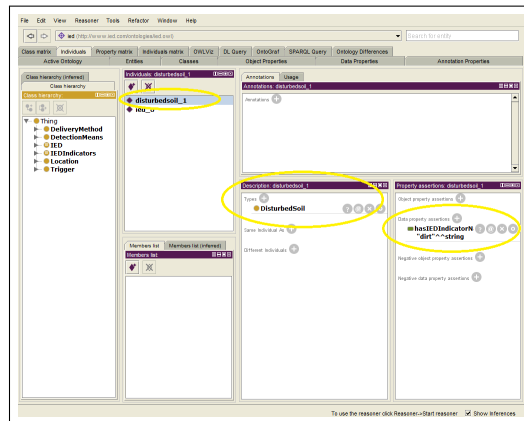 File Edit View Reasoner Tools Refactor Window Help
ied (http://www.ied.com/ontologies/ied.owl)
Search for entity
Class matrix Individuals Property matrix Individuals matrix OWLViz DL Query OntoGraf SPARQL Query Ontology Differences
Active Ontology Entities Classes Object Properties Data Properties Annotation Properties
Class hierarchy (inferred)
Class hierarchy
Class hierarchy
Thing
DeliveryMethod
DetectionMeans
IED
IEDIndicators
Location
Trigger
Individuals: disturbedsoil_1
disturbedsoil_1
Members list Members list (inferred)
Members list
Annotations Usage
Annotations: disturbedsoil_1
Annotations
Description: disturbedsoil_1
Types
DisturbedSoil
Same Individual As
Different Individuals
Property assertions: disturbedsoil_1
Object property assertions
Data property assertions
hasIEDIndicatorN
"dirt"^^string
Negative object property assertions
Negative data property assertions
To use the reasoner click Reasoner->Start reasoner Show Inferences